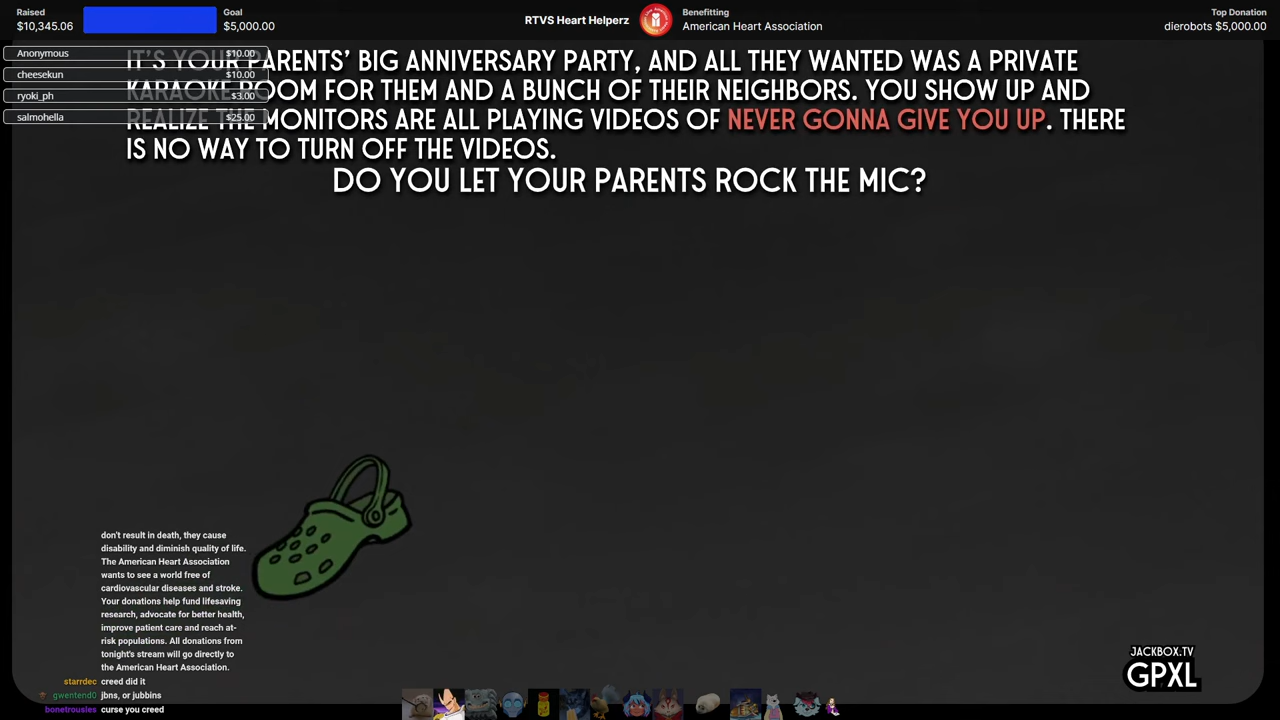 Raised
$10,345.06
Goal
$5,000.00
RTVS Heart Helperz
Benefitting
American Heart Association
Top Donation
dierobots $5,000.00
Anonymous $10.00
cheesekun $10.00
ryoki_ph $3.00
salmohella $25.00
IT'S YOUR PARENTS' BIG ANNIVERSARY PARTY, AND ALL THEY WANTED WAS A PRIVATE
KARAOKE ROOM FOR THEM AND A BUNCH OF THEIR NEIGHBORS. YOU SHOW UP AND
REALIZE THE MONITORS ARE ALL PLAYING VIDEOS OF NEVER GONNA GIVE YOU UP. THERE
IS NO WAY TO TURN OFF THE VIDEOS.
DO YOU LET YOUR PARENTS ROCK THE MIC?
don't result in death, they cause
disability and diminish quality of life.
The American Heart Association
wants to see a world free of
cardiovascular diseases and stroke.
Your donations help fund lifesaving
research, advocate for better health,
improve patient care and reach at-
risk populations. All donations from
tonight's stream will go directly to
the American Heart Association.
starrdec creed did it
gwentend0 jbns, or jubbins
bonetrousles curse you creed
JACKBOX.TV
GPXL